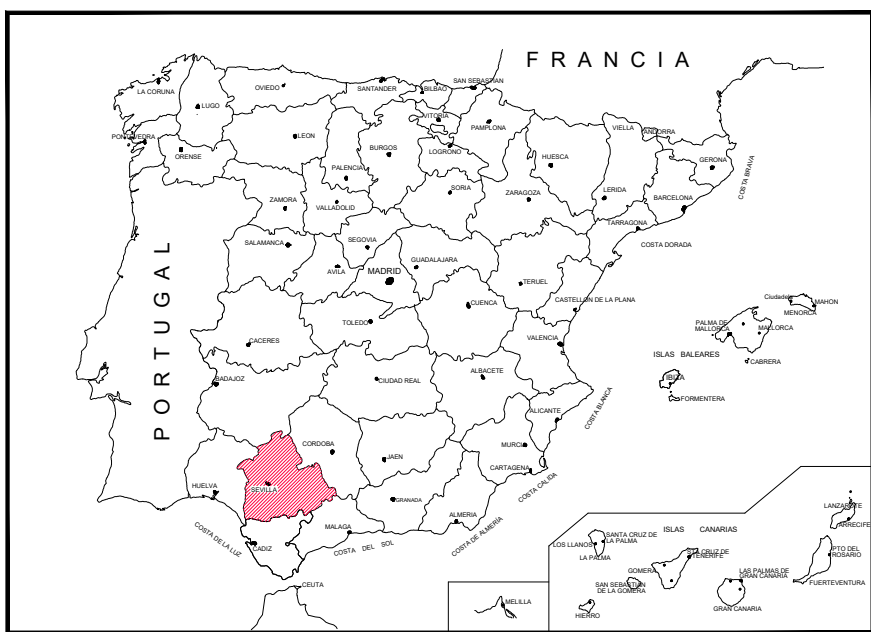 FRANCIA
LA CORUNA
LUGO
OVIEDO
SANTANDER
BILBAO
SAN SEBASTIAN
VITORIA
PAMPLONA
PONTEVEDRA
ORENSE
LEON
BURGOS
LOGRONO
HUESCA
VIELLA
ANDORRA
GERONA
COSTA BRAVA
PALENCIA
ZAMORA
VALLADOLID
SORIA
ZARAGOZA
LERIDA
BARCELONA
TARRAGONA
COSTA DORADA
SALAMANCA
SEGOVIA
AVILA
MADRID
GUADALAJARA
TERUEL
PORTUGAL
CUENCA
CASTELLON DE LA PLANA
Ciudadela
MAHON
MENORCA
PALMA DE
MALLORCA
MALLORCA
CABRERA
ISLAS BALEARES
IBIZA
FORMENTERA
CACERES
TOLEDO
VALENCIA
BADAJOZ
CIUDAD REAL
ALBACETE
ALICANTE
COSTA BLANCA
CORDOBA
JAEN
MURCIA
CARTAGENA
COSTA CALIDA
HUELVA
SEVILLA
GRANADA
ALMERIA
COSTA DE ALMERIA
COSTA DE LA LUZ
CADIZ
MALAGA
COSTA DEL SOL
CEUTA
MELILLA
ISLAS CANARIAS
LANZAROTE
ARRECIFE
SANTA CRUZ DE
LA PALMA
LOS LLANOS
LA PALMA
STA CRUZ DE
TENERIFE
GOMERA
SAN SEBASTIAN
DE LA GOMERA
HIERRO
LAS PALMAS DE
GRAN CANARIA
GRAN CANARIA
PTO DEL
ROSARIO
FUERTEVENTURA